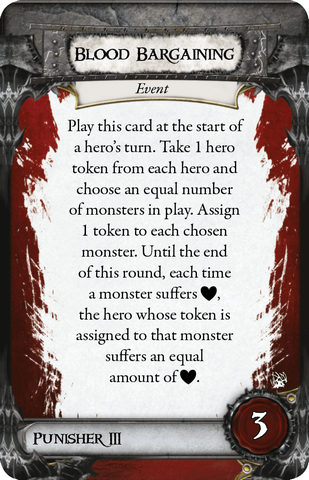 Blood Bargaining
Event
Play this card at the start of
a hero's turn. Take 1 hero
token from each hero and
choose an equal number
of monsters in play. Assign
1 token to each chosen
monster. Until the end
of this round, each time
a monster suffers ♥,
the hero whose token is
assigned to that monster
suffers an equal
amount of ♥.
Punisher III
3